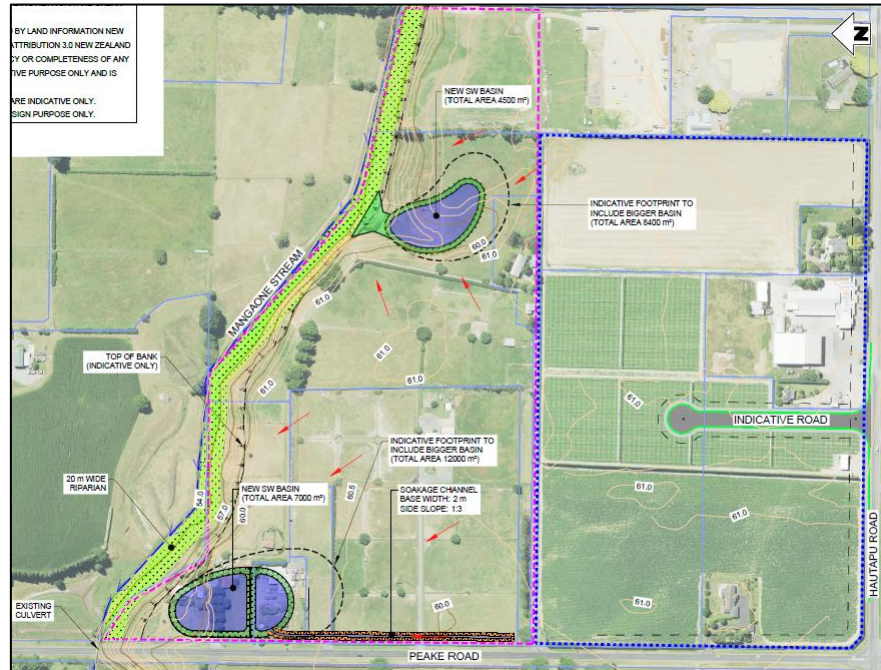 D BY LAND INFORMATION NEW
ATTRIBUTION 3.0 NEW ZEALAND
CY OR COMPLETENESS OF ANY
TIVE PURPOSE ONLY AND IS
ARE INDICATIVE ONLY.
SIGN PURPOSE ONLY.
N
NEW SW BASIN
(TOTAL AREA 4500 m²)
INDICATIVE FOOTPRINT TO
INCLUDE BIGGER BASIN
(TOTAL AREA 8400 m²)
60.0
61.0
MANGAONE STREAM
61.0
TOP OF BANK
(INDICATIVE ONLY)
61.0
61.0
61.0
INDICATIVE ROAD
INDICATIVE FOOTPRINT TO
INCLUDE BIGGER BASIN
(TOTAL AREA 12000 m²)
20 m WIDE
RIPARIAN
54.0
57.0
60.0
NEW SW BASIN
(TOTAL AREA 7000 m²)
60.5
SOAKAGE CHANNEL
BASE WIDTH: 2 m
SIDE SLOPE: 1:3
61.0
61.0
HAUTAPU ROAD
EXISTING
CULVERT
60.0
PEAKE ROAD